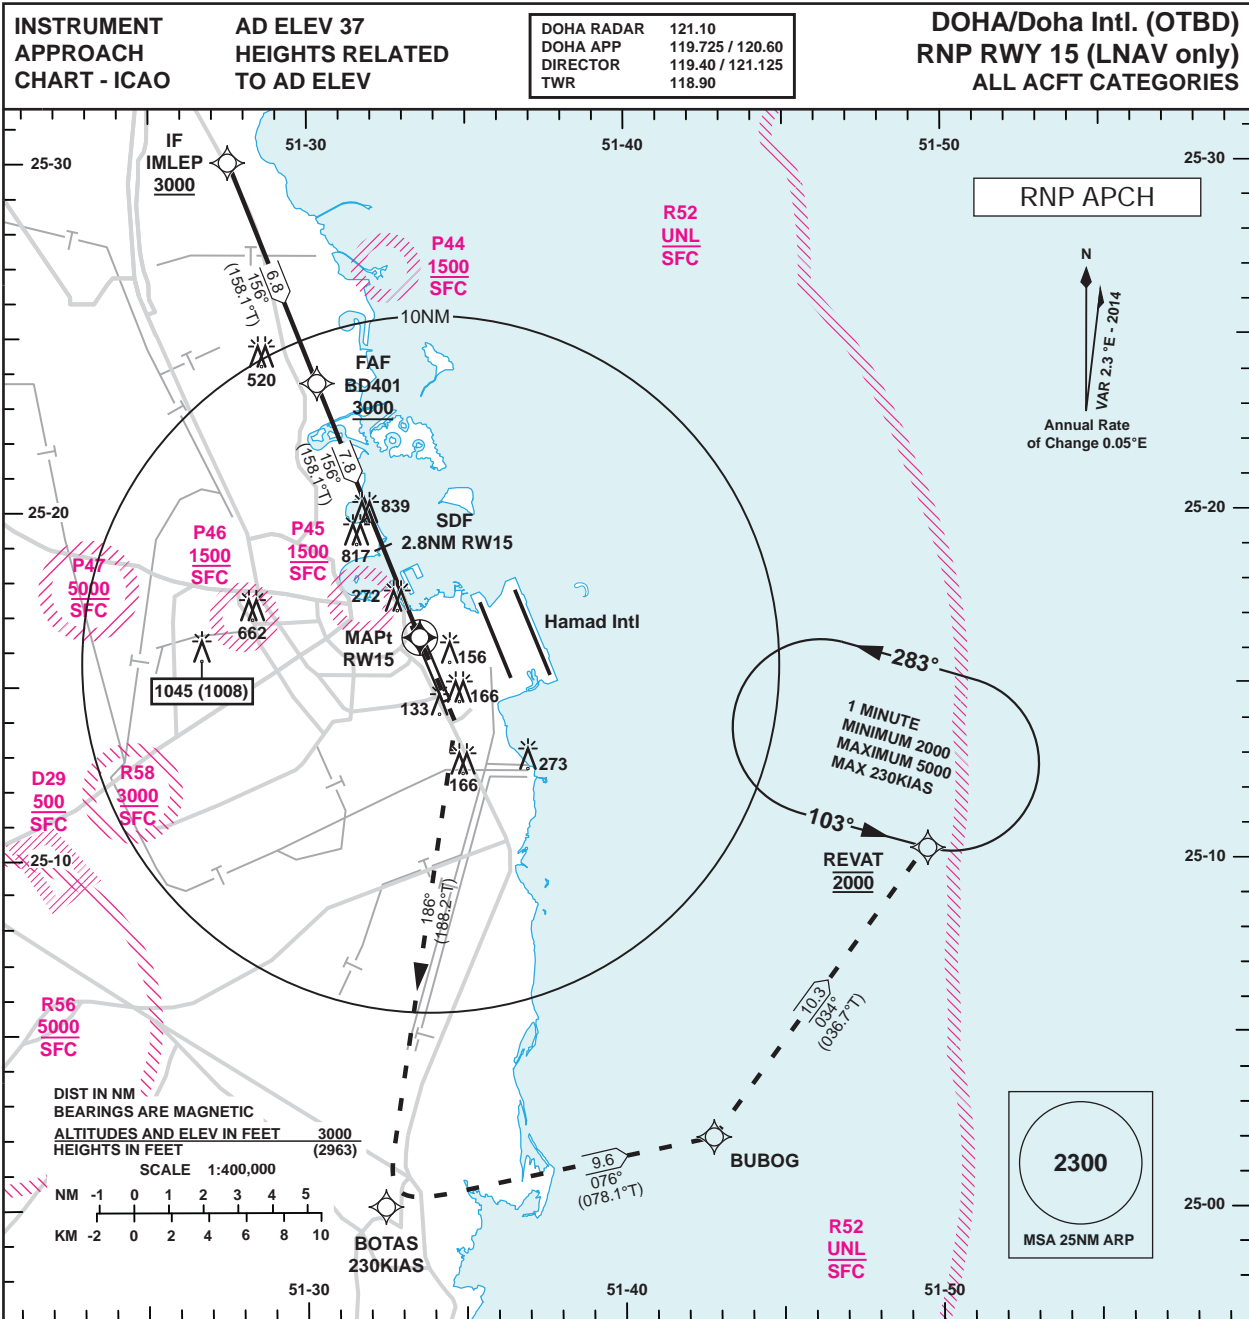 INSTRUMENT
APPROACH
CHART - ICAO
AD ELEV 37
HEIGHTS RELATED
TO AD ELEV
DOHA RADAR 121.10
DOHA APP 119.725 / 120.60
DIRECTOR 119.40 / 121.125
TWR 118.90
DOHA/Doha Intl. (OTBD)
RNP RWY 15 (LNAV only)
ALL ACFT CATEGORIES
51-30
51-40
51-50
25-30
25-30
IF
IMLEP
3000
RNP APCH
R52
UNL
SFC
P44
1500
SFC
N
VAR 2.3 °E - 2014
Annual Rate
of Change 0.05°E
6.8
156°
(158.1°T)
10NM
520
FAF
BD401
3000
7.8
156°
(158.1°T)
25-20
25-20
839
SDF
2.8NM RW15
817
P46
1500
SFC
P45
1500
SFC
P47
5000
SFC
272
662
MAPt
RW15
Hamad Intl
156
1045 (1008)
166
133
283°
1 MINUTE
MINIMUM 2000
MAXIMUM 5000
MAX 230KIAS
103°
273
166
D29
500
SFC
R58
3000
SFC
25-10
25-10
REVAT
2000
186°
(188.2°T)
R56
5000
SFC
10.3
034°
(036.7°T)
DIST IN NM
BEARINGS ARE MAGNETIC
ALTITUDES AND ELEV IN FEET 3000
HEIGHTS IN FEET (2963)
SCALE 1:400,000
NM -1 0 1 2 3 4 5
KM -2 0 2 4 6 8 10
9.6
076°
(078.1°T)
BUBOG
2300
MSA 25NM ARP
25-00
BOTAS
230KIAS
R52
UNL
SFC
51-30
51-40
51-50